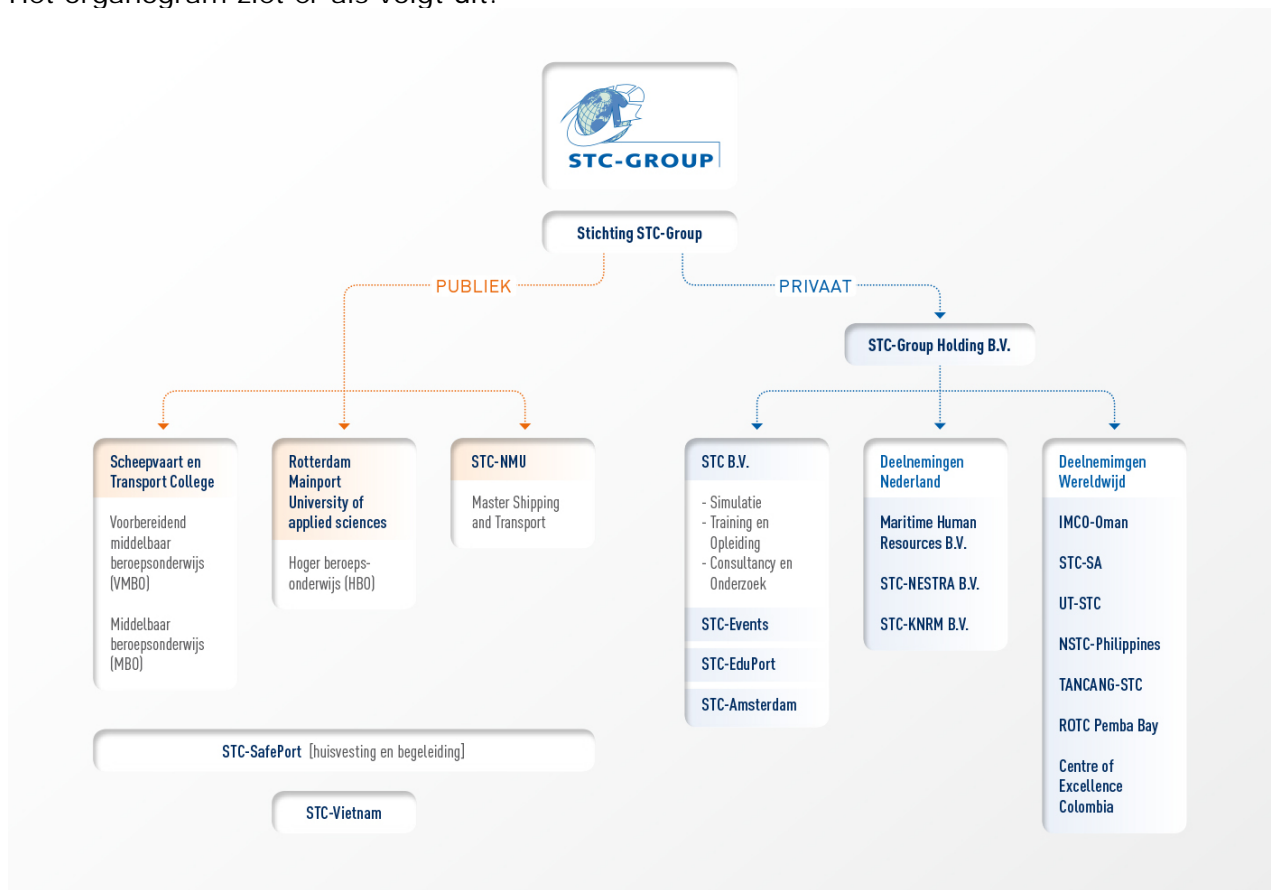 Het organogram ziet er als volgt uit:
STC-GROUP
Stichting STC-Group
PUBLIEK
PRIVAAT
STC-Group Holding B.V.
Scheepvaart en
Transport College
Voorbereidend
middelbaar
beroepsonderwijs
(VMBO)
Middelbaar
beroepsonderwijs
(MBO)
Rotterdam
Mainport
University of
applied sciences
Hoger beroeps-
onderwijs (HBO)
STC-NMU
Master Shipping
and Transport
STC B.V.
- Simulatie
- Training en
Opleiding
- Consultancy en
Onderzoek
STC-Events
STC-EduPort
STC-Amsterdam
Deelnemingen
Nederland
Maritime Human
Resources B.V.
STC-NESTRA B.V.
STC-KNRM B.V.
Deelnemimgen
Wereldwijd
IMCO-Oman
STC-SA
UT-STC
NSTC-Philippines
TANCANG-STC
ROTC Pemba Bay
Centre of
Excellence
Colombia
STC-SafePort [huisvesting en begeleiding]
STC-Vietnam